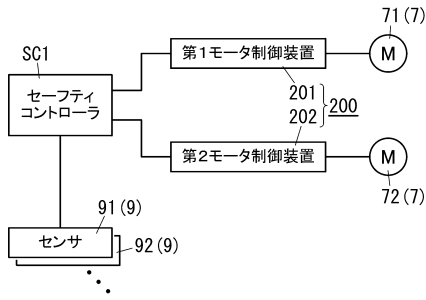 71(7)
SC1
第1モータ制御装置
M
セーフティ
コントローラ
201
202
200
第2モータ制御装置
M
72(7)
91(9)
センサ
92(9)